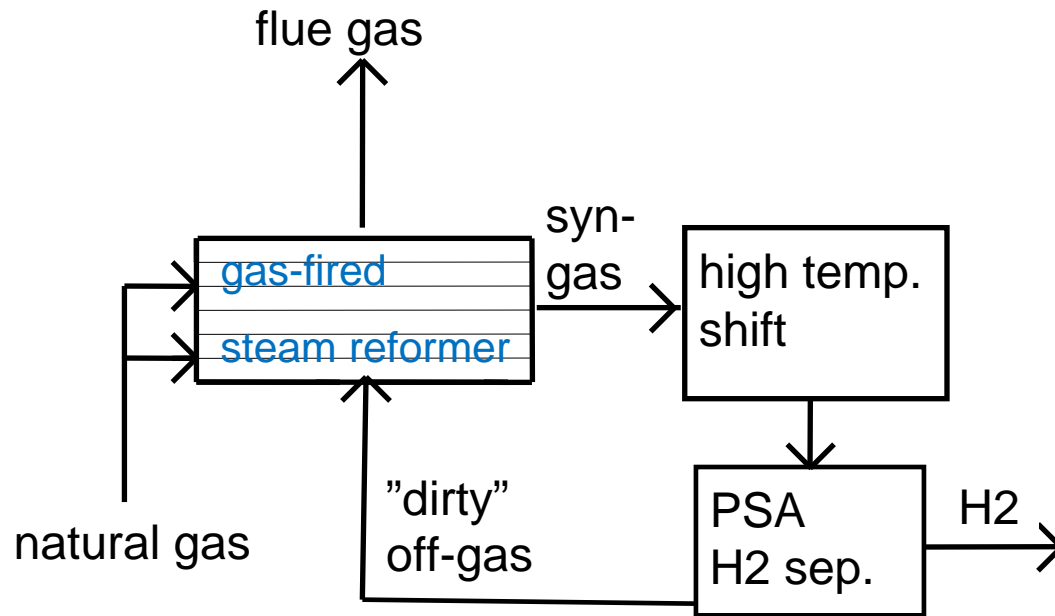 flue gas
syn-
gas
gas-fired
steam reformer
high temp.
shift
natural gas
”dirty”
off-gas
PSA
H2 sep.
H2